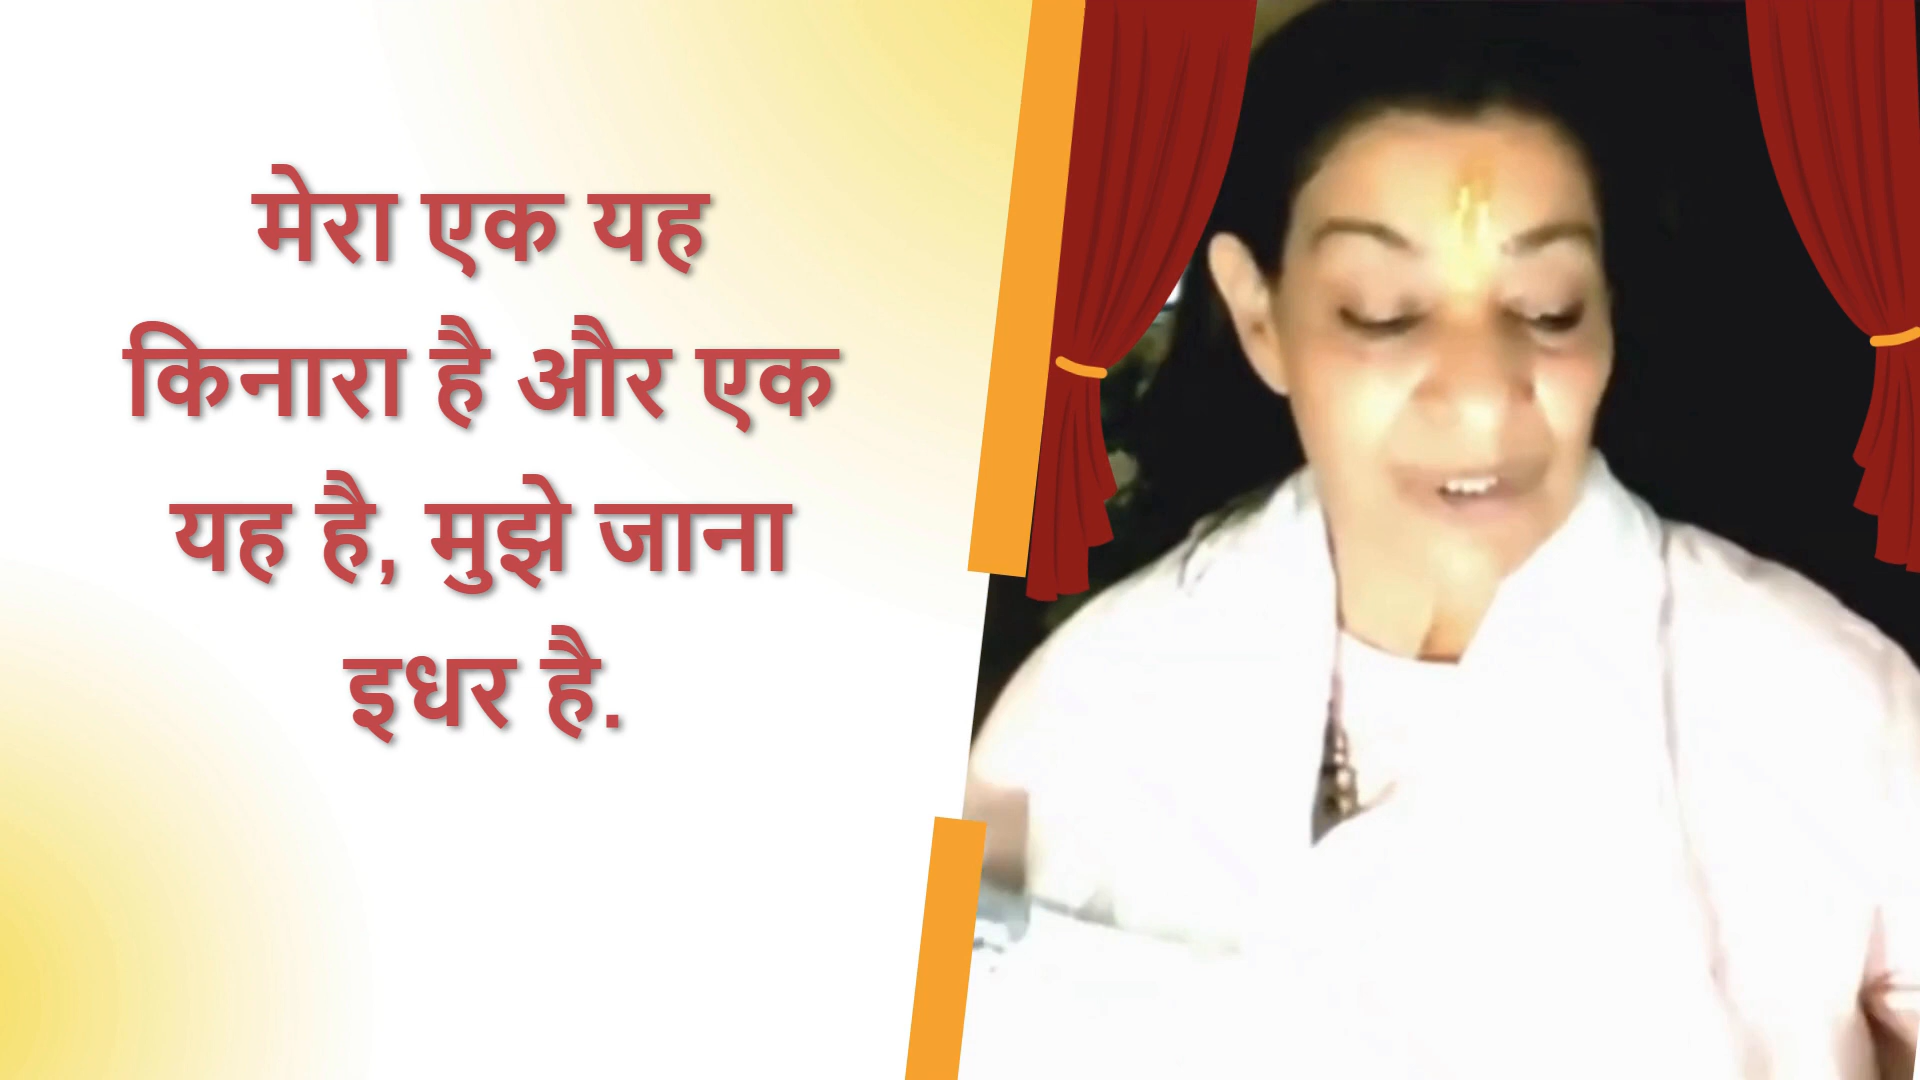 मेरा एक यह
किनारा है और एक
यह है, मुझे जाना
इधर है.